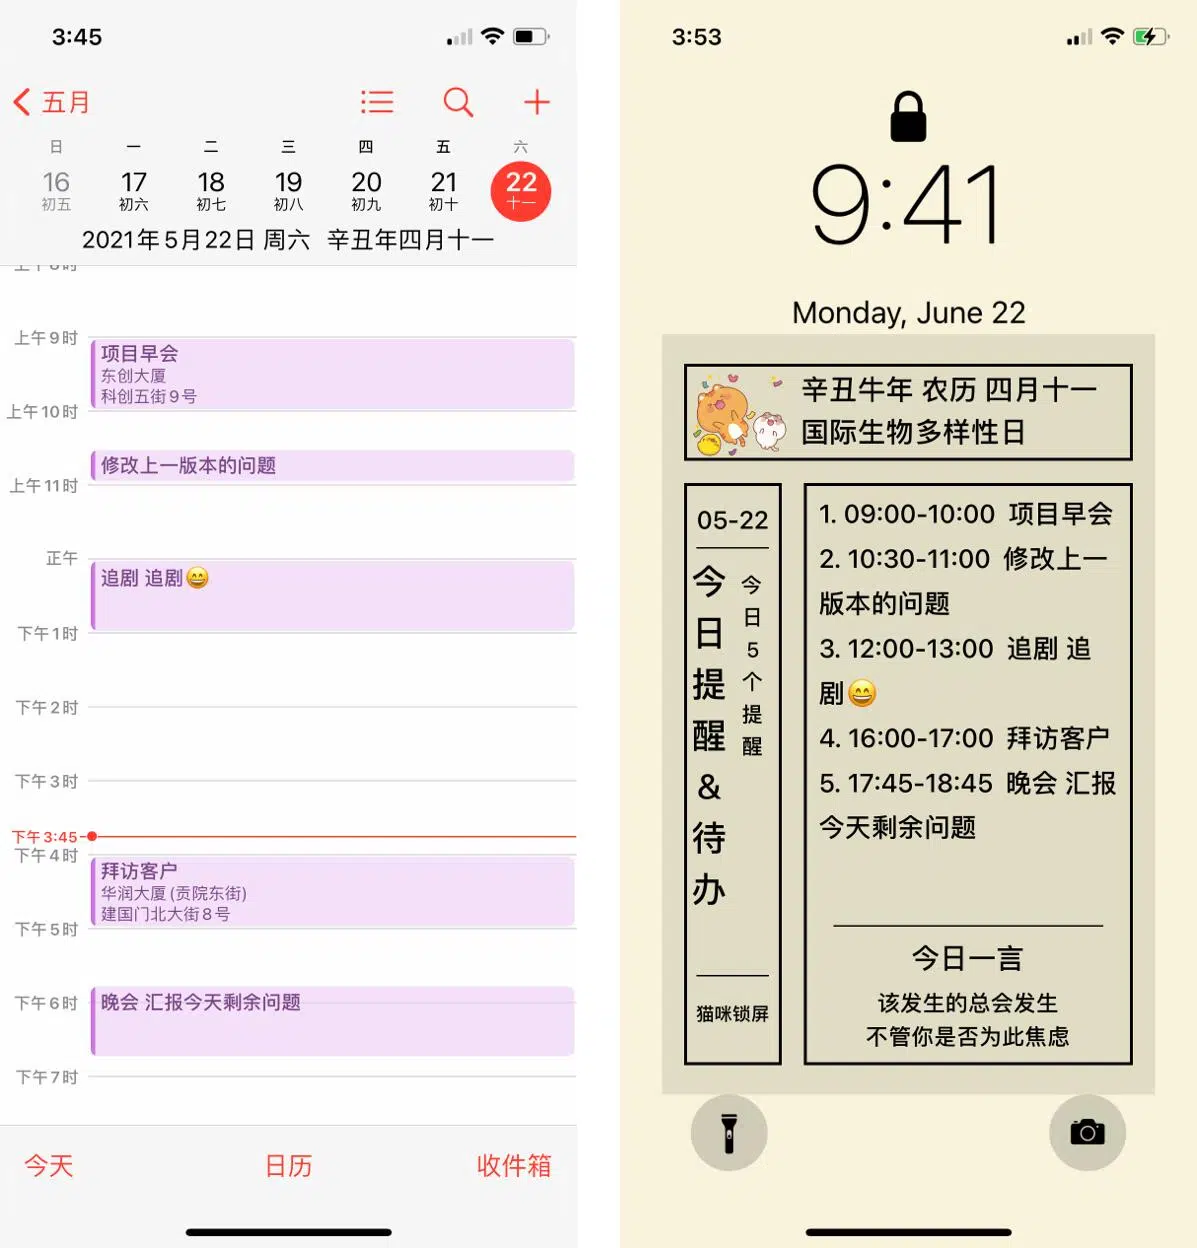 3:45
五月
日 一 二 三 四 五 六
16 17 18 19 20 21 22
初五 初六 初七 初八 初九 初十 十一
2021年5月22日 周六 辛丑年四月十一
上午9时
项目早会
东创大厦
科创五街9号
上午10时
修改上一版本的问题
上午11时
正午
追剧 追剧😄
下午1时
下午2时
下午3时
下午3:45
下午4时
拜访客户
华润大厦 (贡院东街)
建国门北大街8号
下午5时
下午6时
晚会 汇报今天剩余问题
下午7时
今天 日历 收件箱
3:53
9:41
Monday, June 22
辛丑牛年 农历 四月十一
国际生物多样性日
05-22
今日提醒&待办
今日5个提醒
猫咪锁屏
1. 09:00-10:00 项目早会
2. 10:30-11:00 修改上一
版本的问题
3. 12:00-13:00 追剧 追
剧😄
4. 16:00-17:00 拜访客户
5. 17:45-18:45 晚会 汇报
今天剩余问题
今日一言
该发生的总会发生
不管你是否为此焦虑